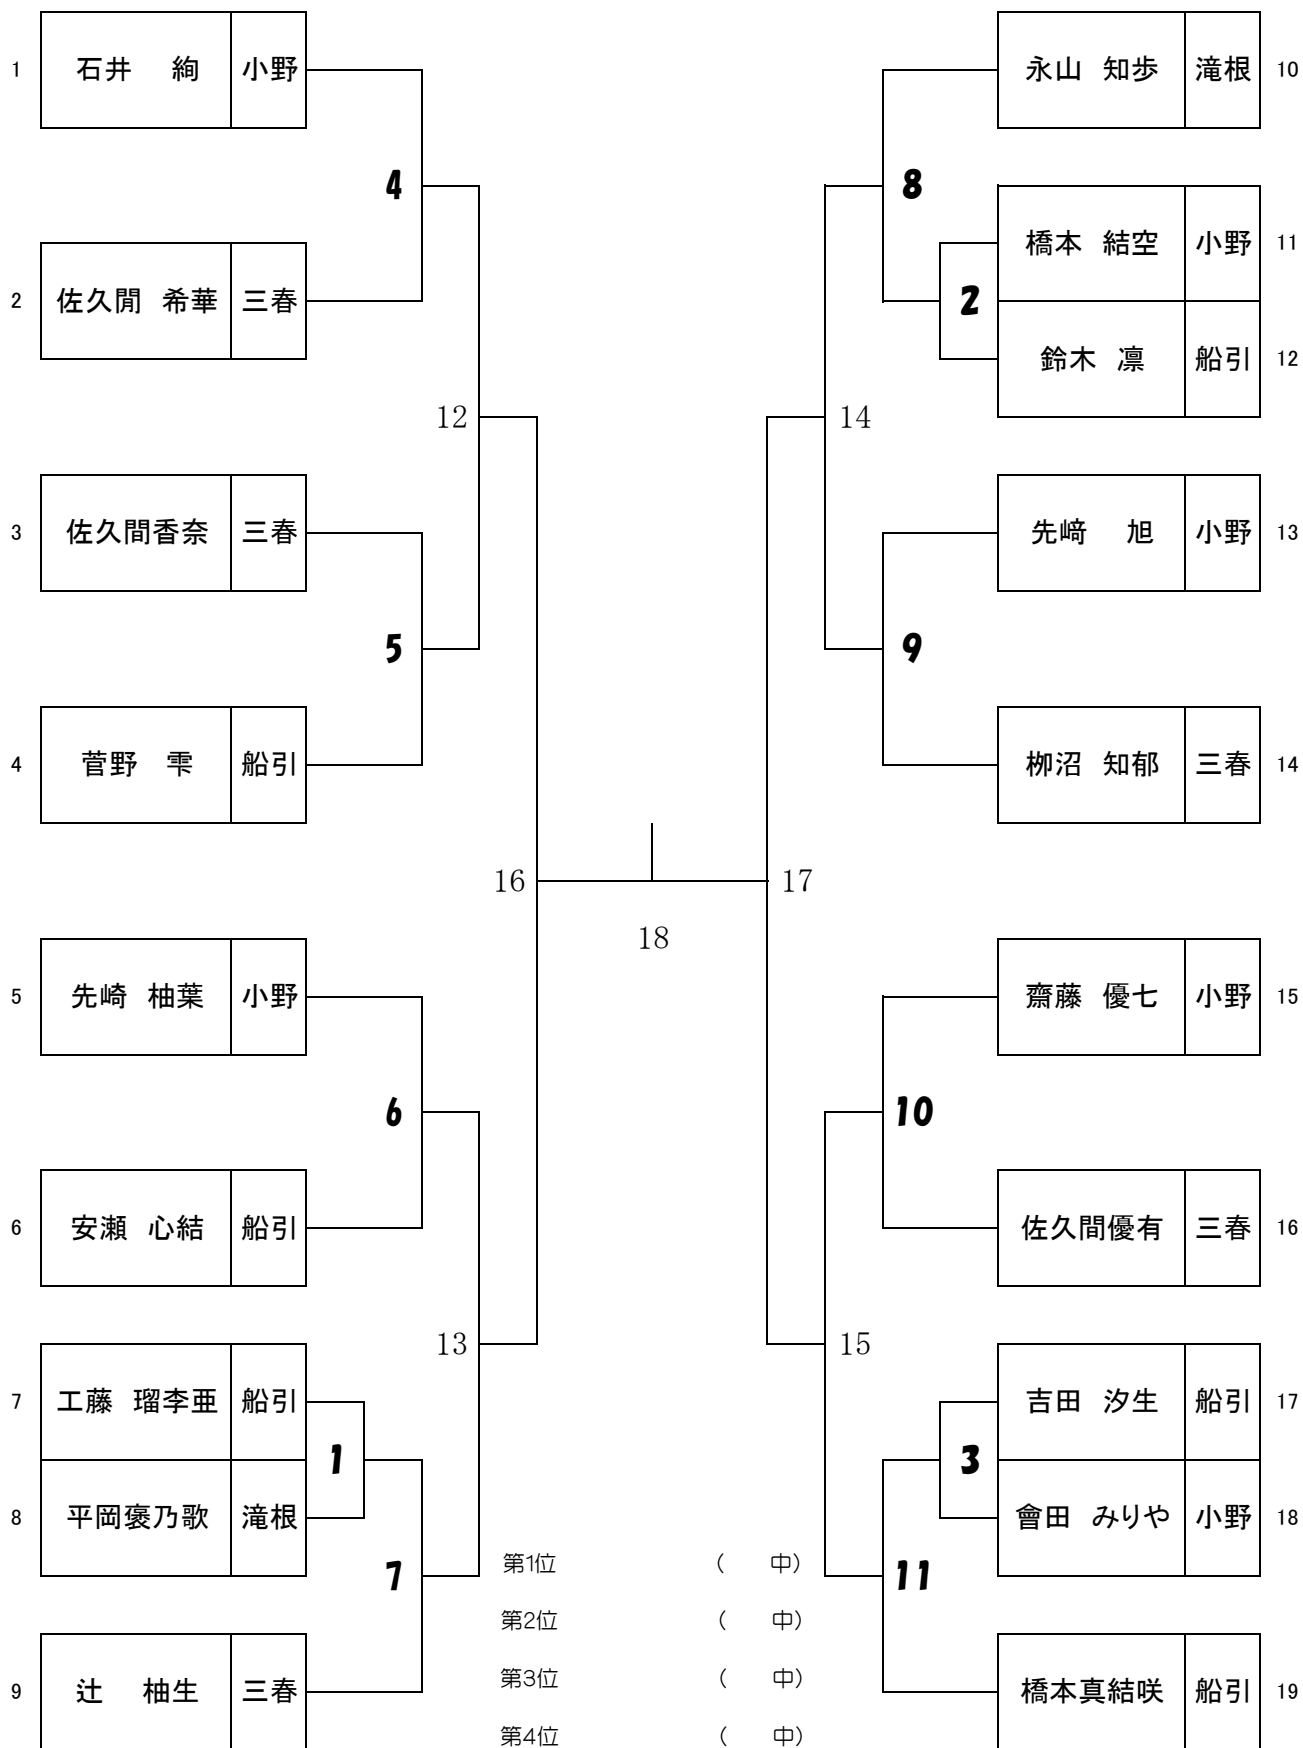 1 石井 絢 小野
2 佐久間 希華 三春
3 佐久間香奈 三春
4 菅野 雫 船引
5 先崎 柚葉 小野
6 安瀬 心結 船引
7 工藤 瑠李亜 船引
8 平岡褒乃歌 滝根
9 辻 柚生 三春
4
5
6
1
7
12
13
16
18
17
14
15
8
2
9
10
3
11
永山 知歩 滝根 10
橋本 結空 小野 11
鈴木 凛 船引 12
先﨑 旭 小野 13
栁沼 知郁 三春 14
齋藤 優七 小野 15
佐久間優有 三春 16
吉田 汐生 船引 17
會田 みりや 小野 18
橋本真結咲 船引 19
第1位 ( 中)
第2位 ( 中)
第3位 ( 中)
第4位 ( 中)